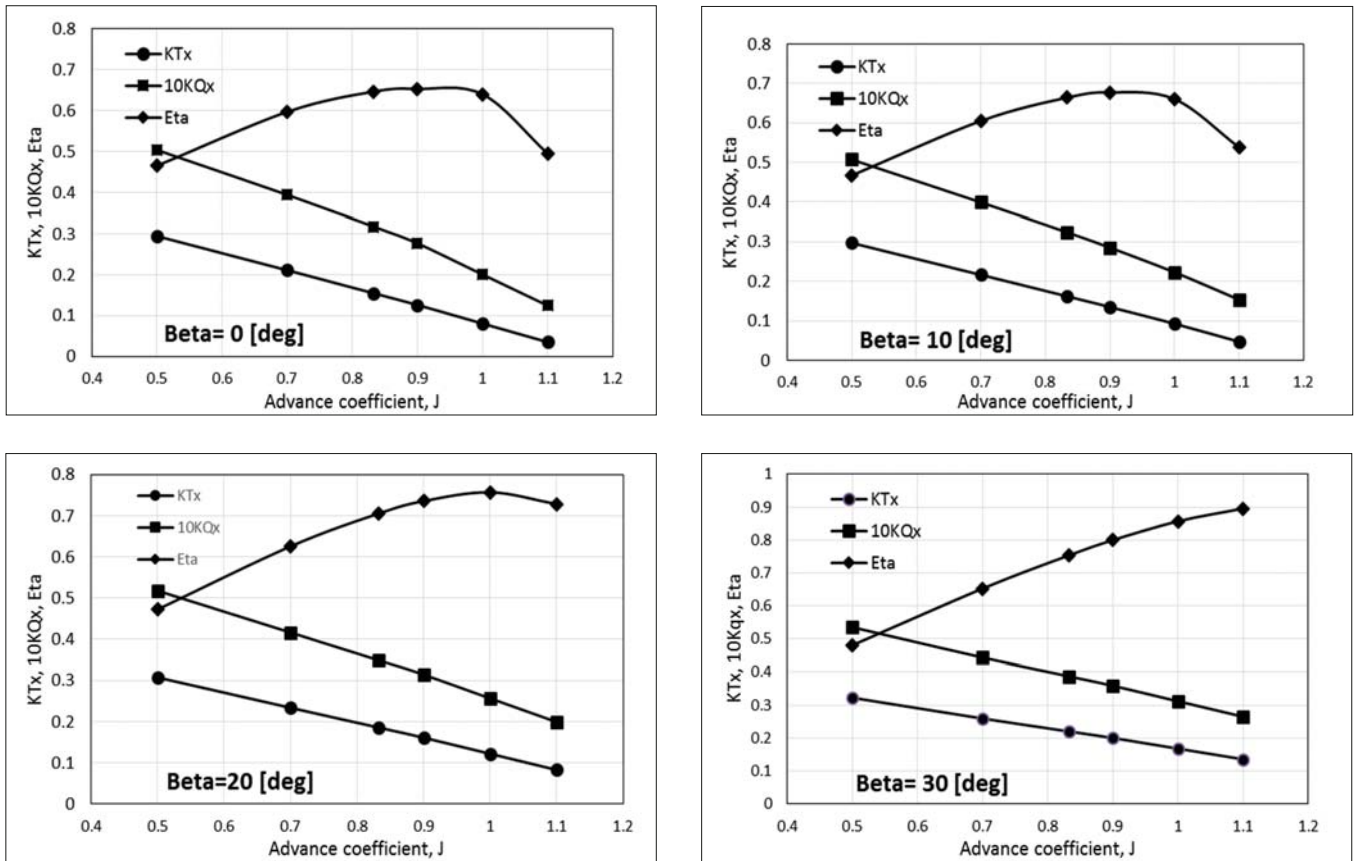 0.8
0.7
0.6
0.5
0.4
0.3
0.2
0.1
0
KTx, 10KQx, Eta
KTx
10KQx
Eta
Beta= 0 [deg]
0.4 0.5 0.6 0.7 0.8 0.9 1 1.1 1.2
Advance coefficient, J
0.8
0.7
0.6
0.5
0.4
0.3
0.2
0.1
0
KTx, 10KQx, Eta
KTx
10KQx
Eta
Beta= 10 [deg]
0.4 0.5 0.6 0.7 0.8 0.9 1 1.1 1.2
Advance coefficient, J
0.8
0.7
0.6
0.5
0.4
0.3
0.2
0.1
0
KTx, 10KQx, Eta
KTx
10KQx
Eta
Beta=20 [deg]
0.4 0.5 0.6 0.7 0.8 0.9 1 1.1 1.2
Advance coefficient, J
1
0.9
0.8
0.7
0.6
0.5
0.4
0.3
0.2
0.1
0
KTx, 10Kqx, Eta
KTx
10KQx
Eta
Beta= 30 [deg]
0.4 0.5 0.6 0.7 0.8 0.9 1 1.1 1.2
Advance coefficient, J